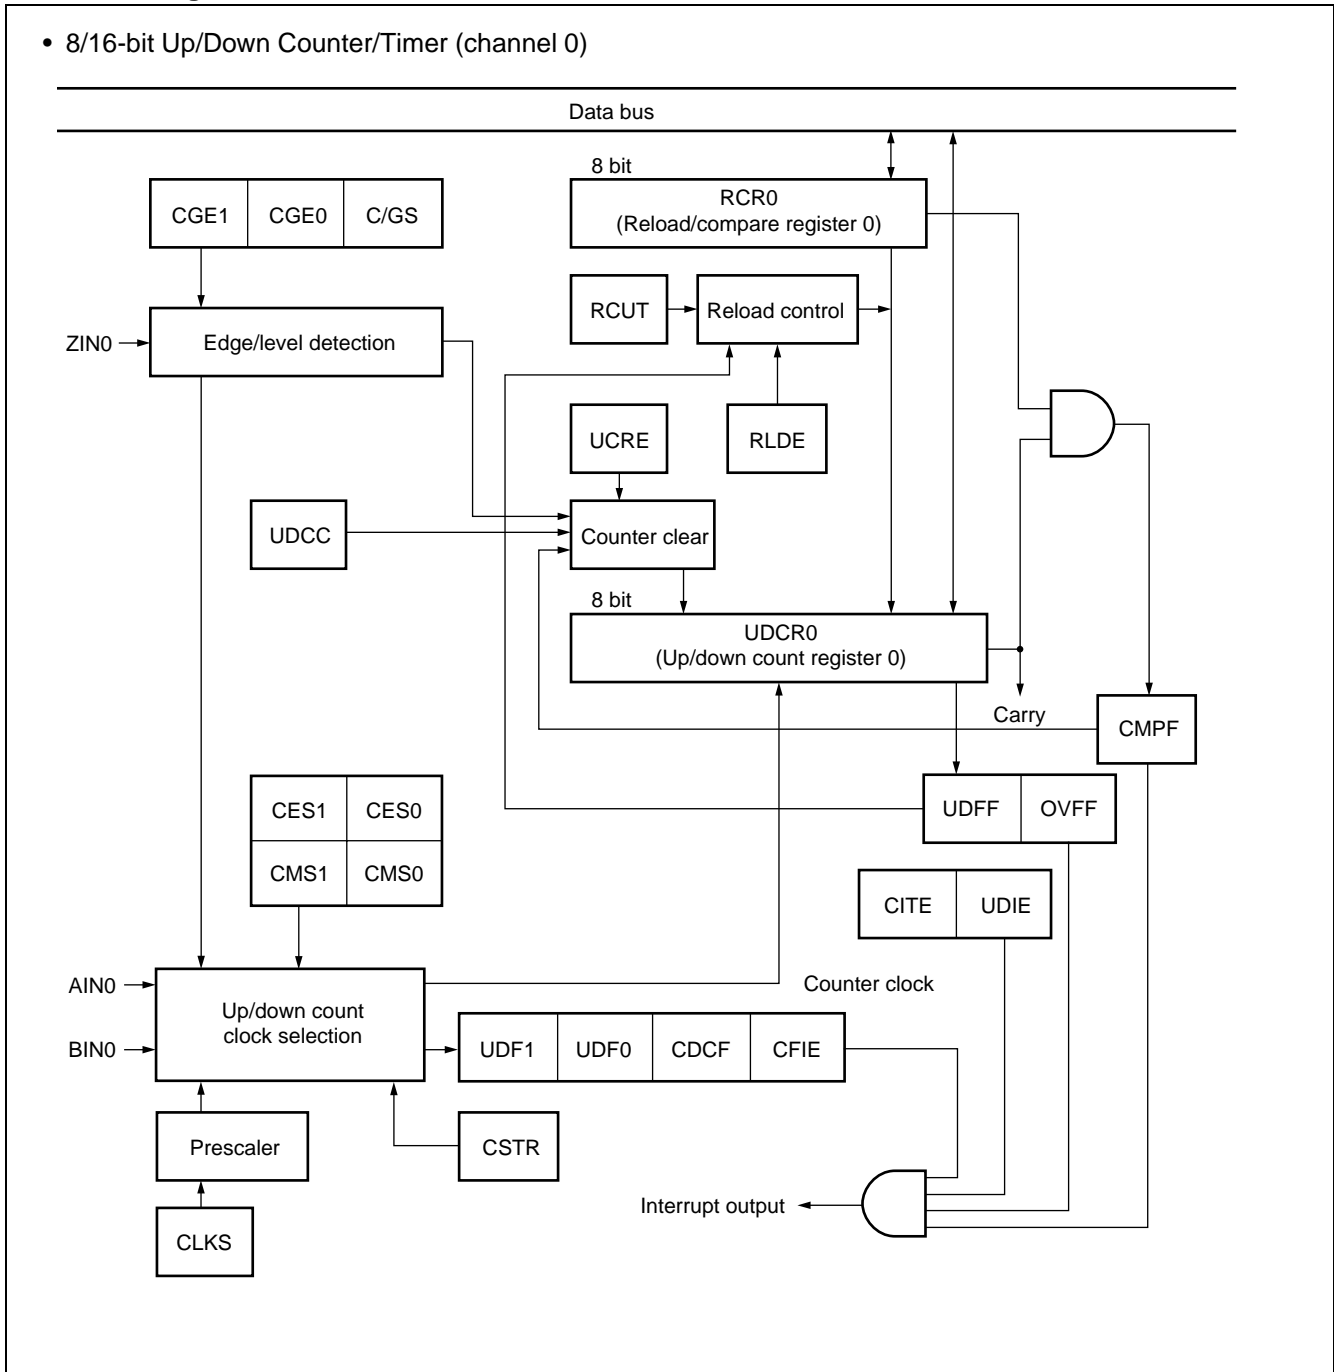 • 8/16-bit Up/Down Counter/Timer (channel 0)
Data bus
8 bit
CGE1 CGE0 C/GS
RCR0
(Reload/compare register 0)
RCUT
Reload control
ZIN0
Edge/level detection
UCRE
RLDE
UDCC
Counter clear
8 bit
UDCR0
(Up/down count register 0)
Carry
CMPF
CES1 CES0
UDFF OVFF
CMS1 CMS0
CITE UDIE
AIN0
Counter clock
Up/down count
clock selection
BIN0
UDF1 UDF0 CDCF CFIE
Prescaler
CSTR
Interrupt output
CLKS